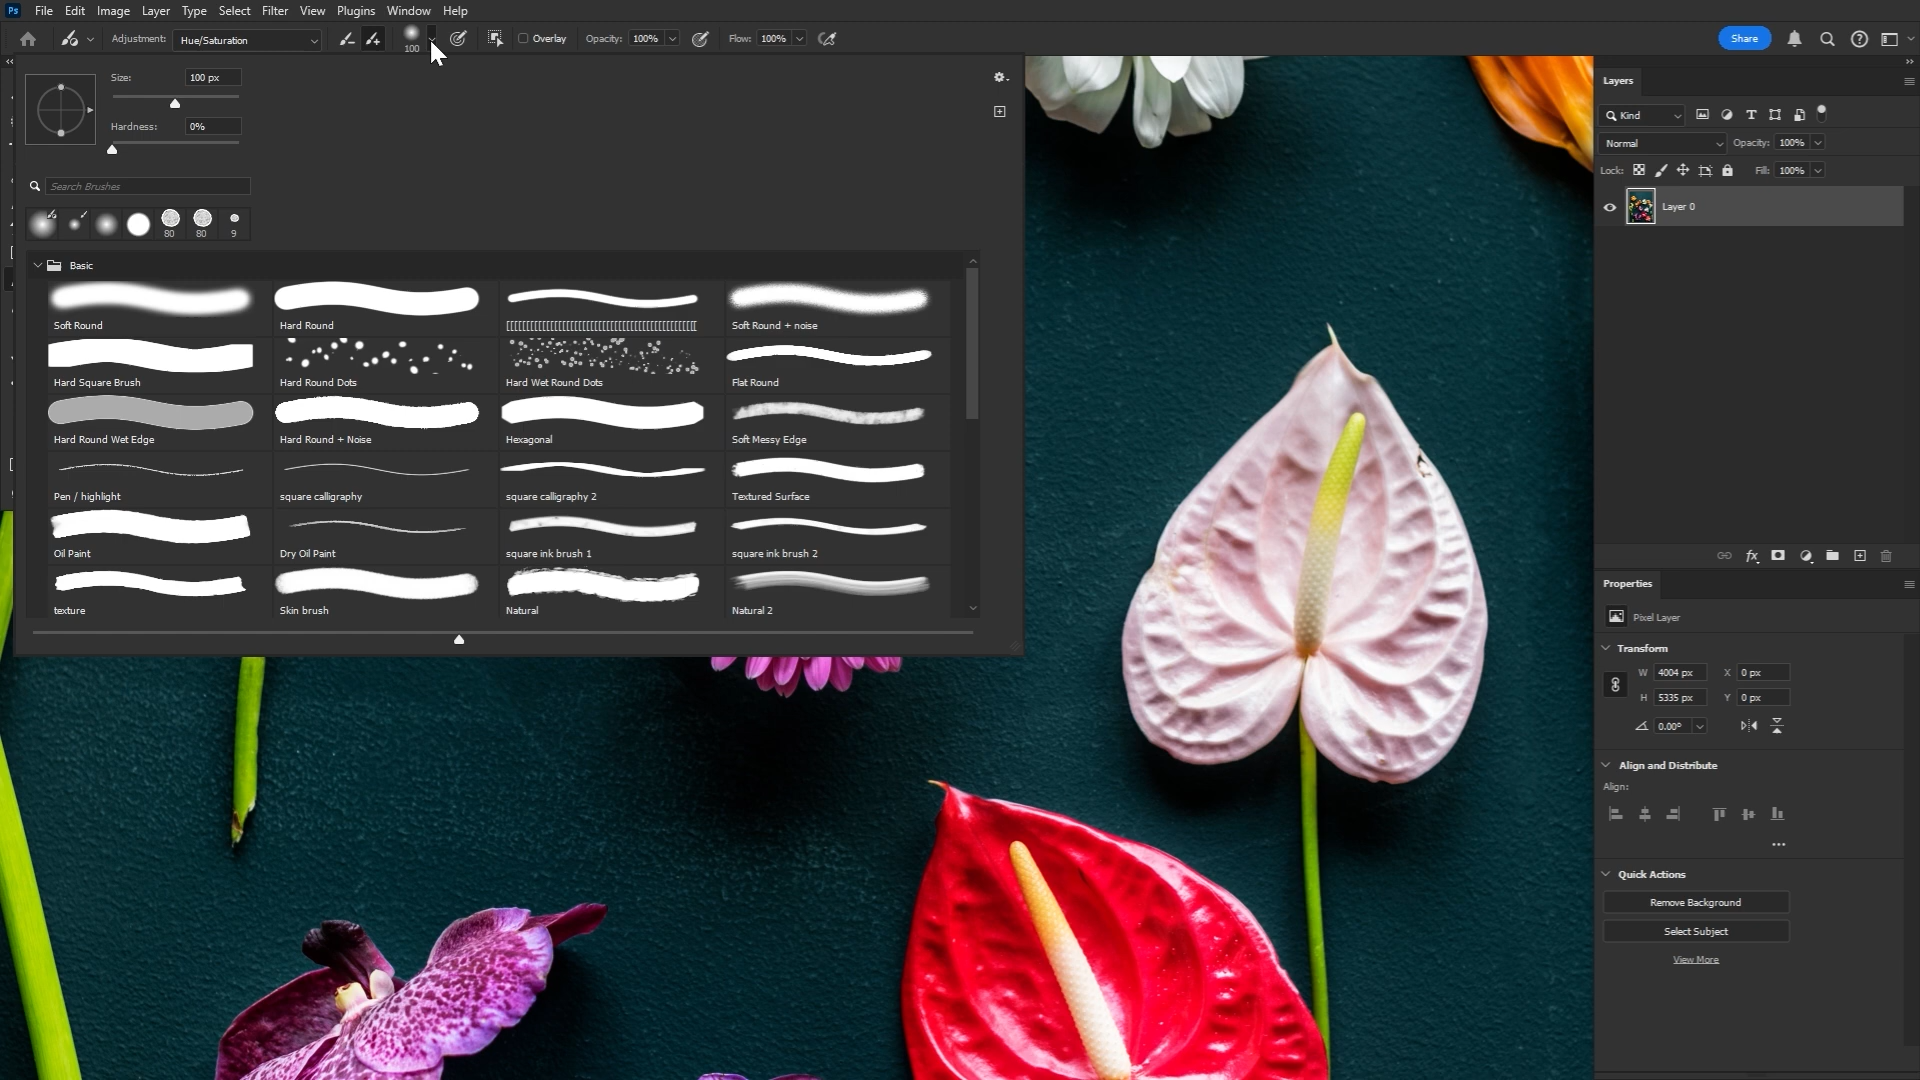 Ps File Edit Image Layer Type Select Filter View Plugins Window Help
Adjustment: Hue/Saturation 100 Overlay Opacity: 100% Flow: 100% Share
Size: 100 px
Hardness: 0%
Search Brushes
80 80 9
Basic
Soft Round Hard Round [[[[[[[[[[[[[[[[[[[[[[[[[[[[[[[[[[[[[[[[[[[[[[[[ Soft Round + noise
Hard Square Brush Hard Round Dots Hard Wet Round Dots Flat Round
Hard Round Wet Edge Hard Round + Noise Hexagonal Soft Messy Edge
Pen / highlight square calligraphy square calligraphy 2 Textured Surface
Oil Paint Dry Oil Paint square ink brush 1 square ink brush 2
texture Skin brush Natural Natural 2
Layers
Kind
Normal Opacity: 100%
Lock: Fill: 100%
Layer 0
fx
Properties
Pixel Layer
Transform
W 4004 px X 0 px
H 5335 px Y 0 px
0.00°
Align and Distribute
Align:
Quick Actions
Remove Background
Select Subject
View More